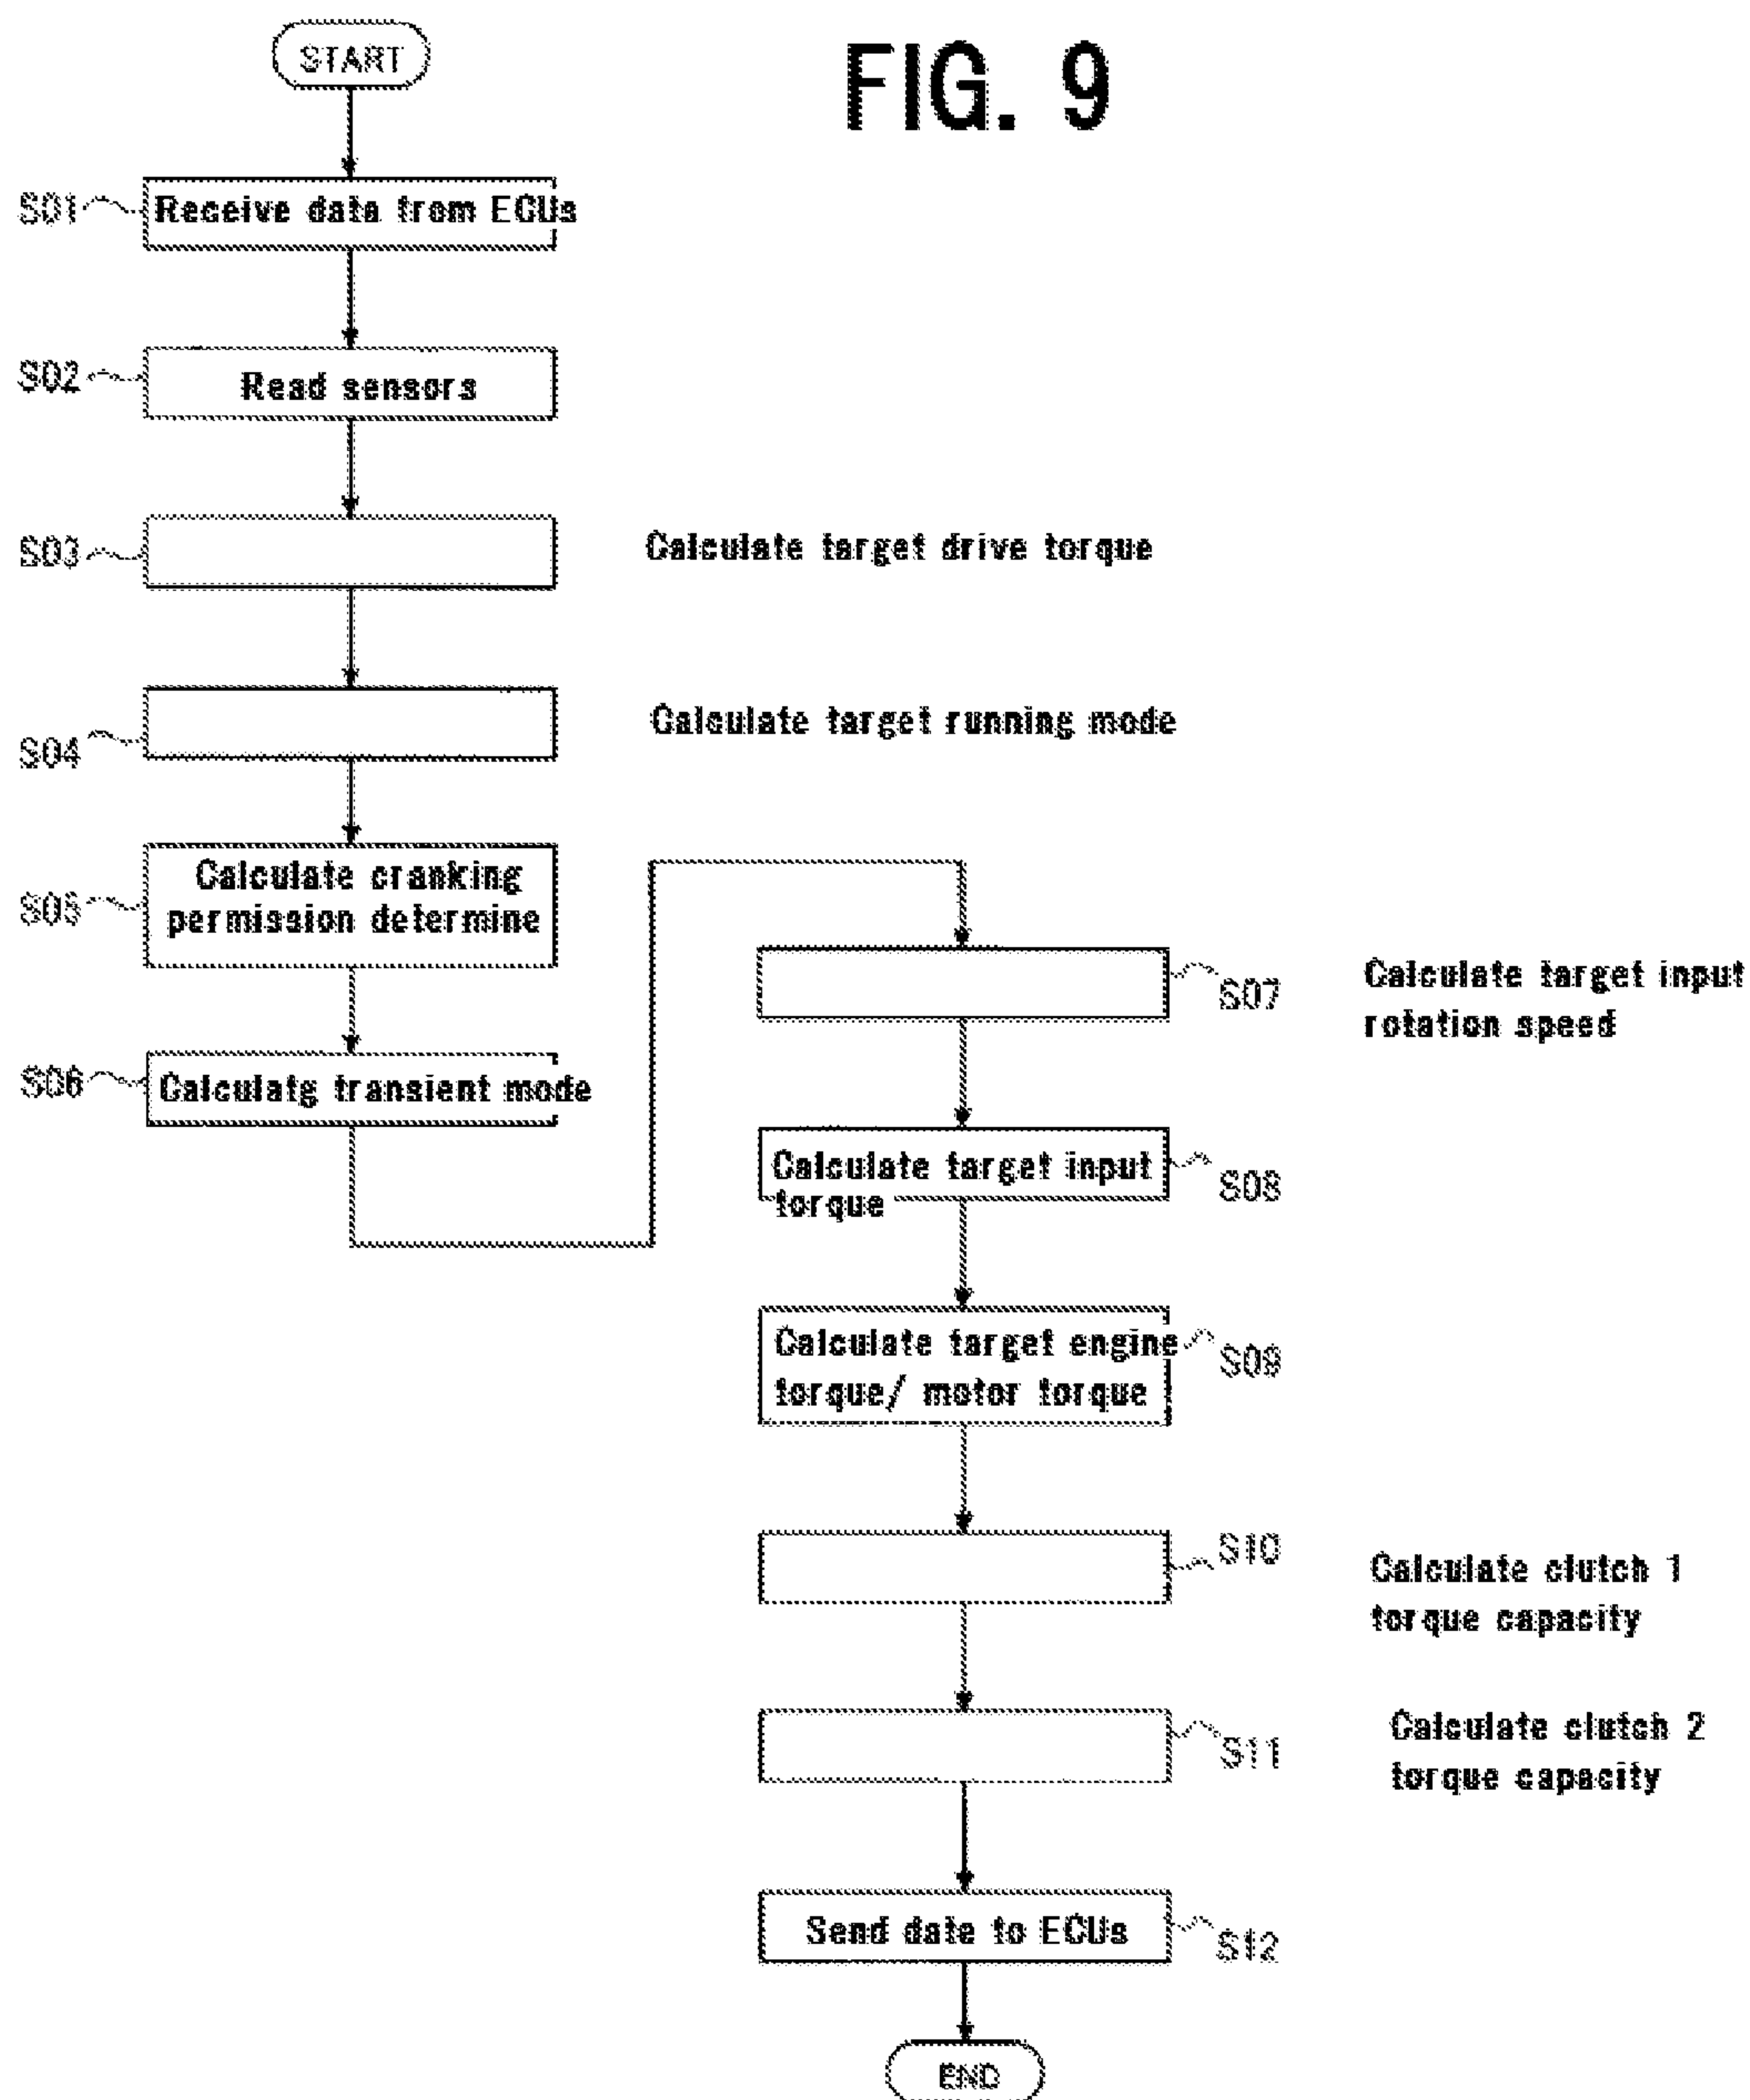 FIG. 9
START
S01
Receive data from ECUs
S02
Read sensors
S03
Calculate target drive torque
S04
Calculate target running mode
S05
Calculate cranking
permission determine
S06
Calculatg transient mode
S07
Calculate target input
rotation speed
S08
Calculate target input
torque
S09
Calculate target engine
torque/ motor torque
S10
Calculate clutch 1
torque capacity
S11
Calculate clutch 2
torque capacity
S12
Send date to ECUs
END